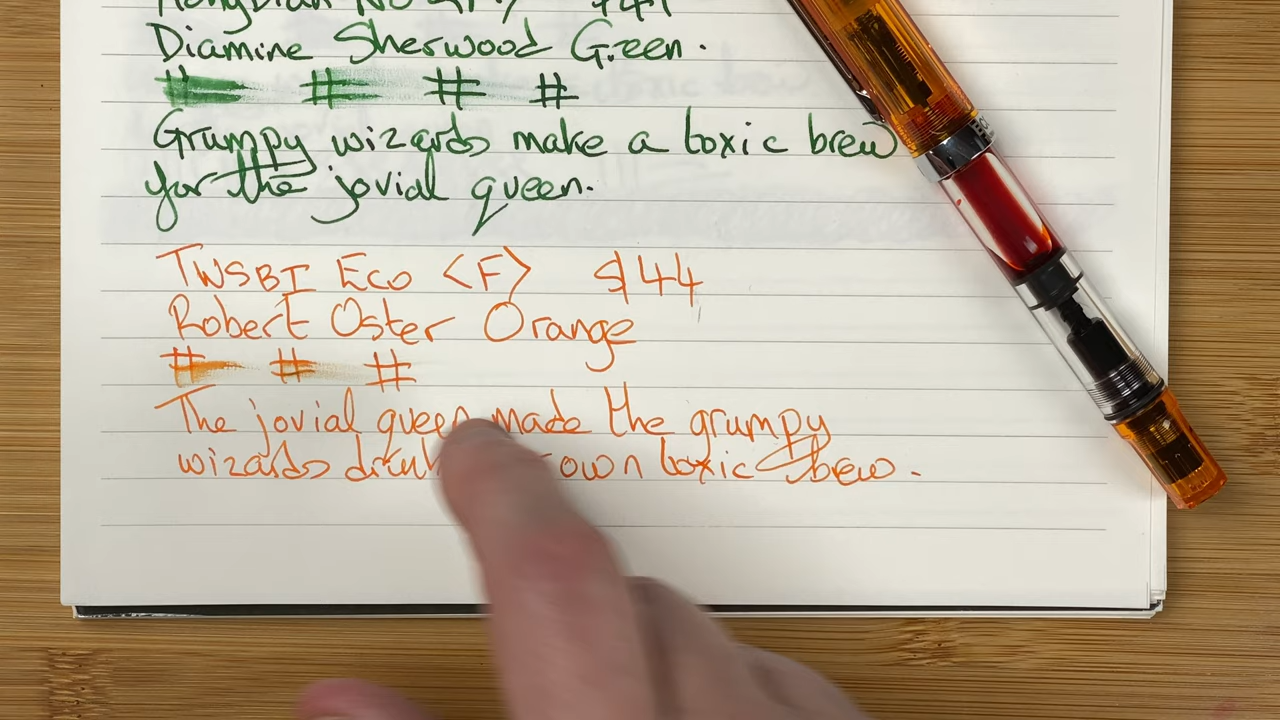 Diamine Sherwood Green.
# # # #
Grumpy wizards make a toxic brew
for the jovial queen.
TWSBI Eco <F> $144
Robert Oster Orange
# # #
The jovial queen made the grumpy
wizards own toxic brew.